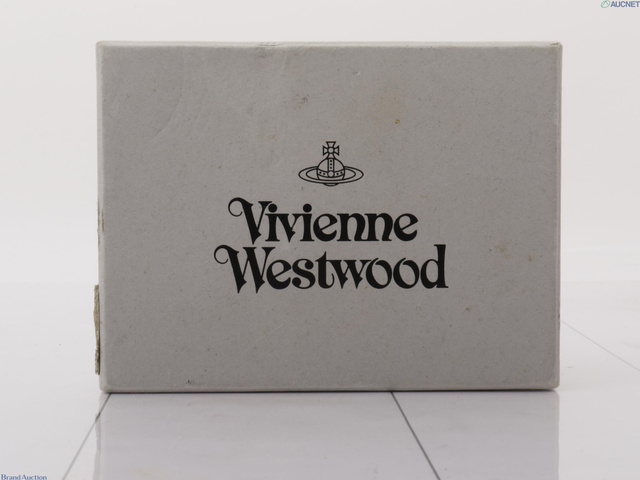 AUCNET
Vivienne
Westwood
Brand Auction